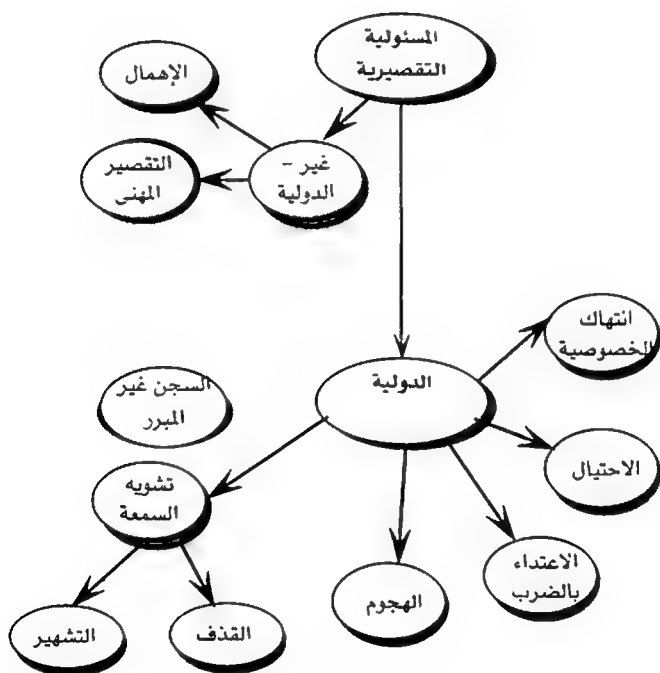 المسئولية
التقصيرية
الإهمال
غير -
الدولية
التقصير
المهنى
انتهاك
الخصوصية
الدولية
السجن غير
المبرر
الاحتيال
تشويه
السمعة
الاعتداء
بالضرب
الهجوم
القذف
التشهير